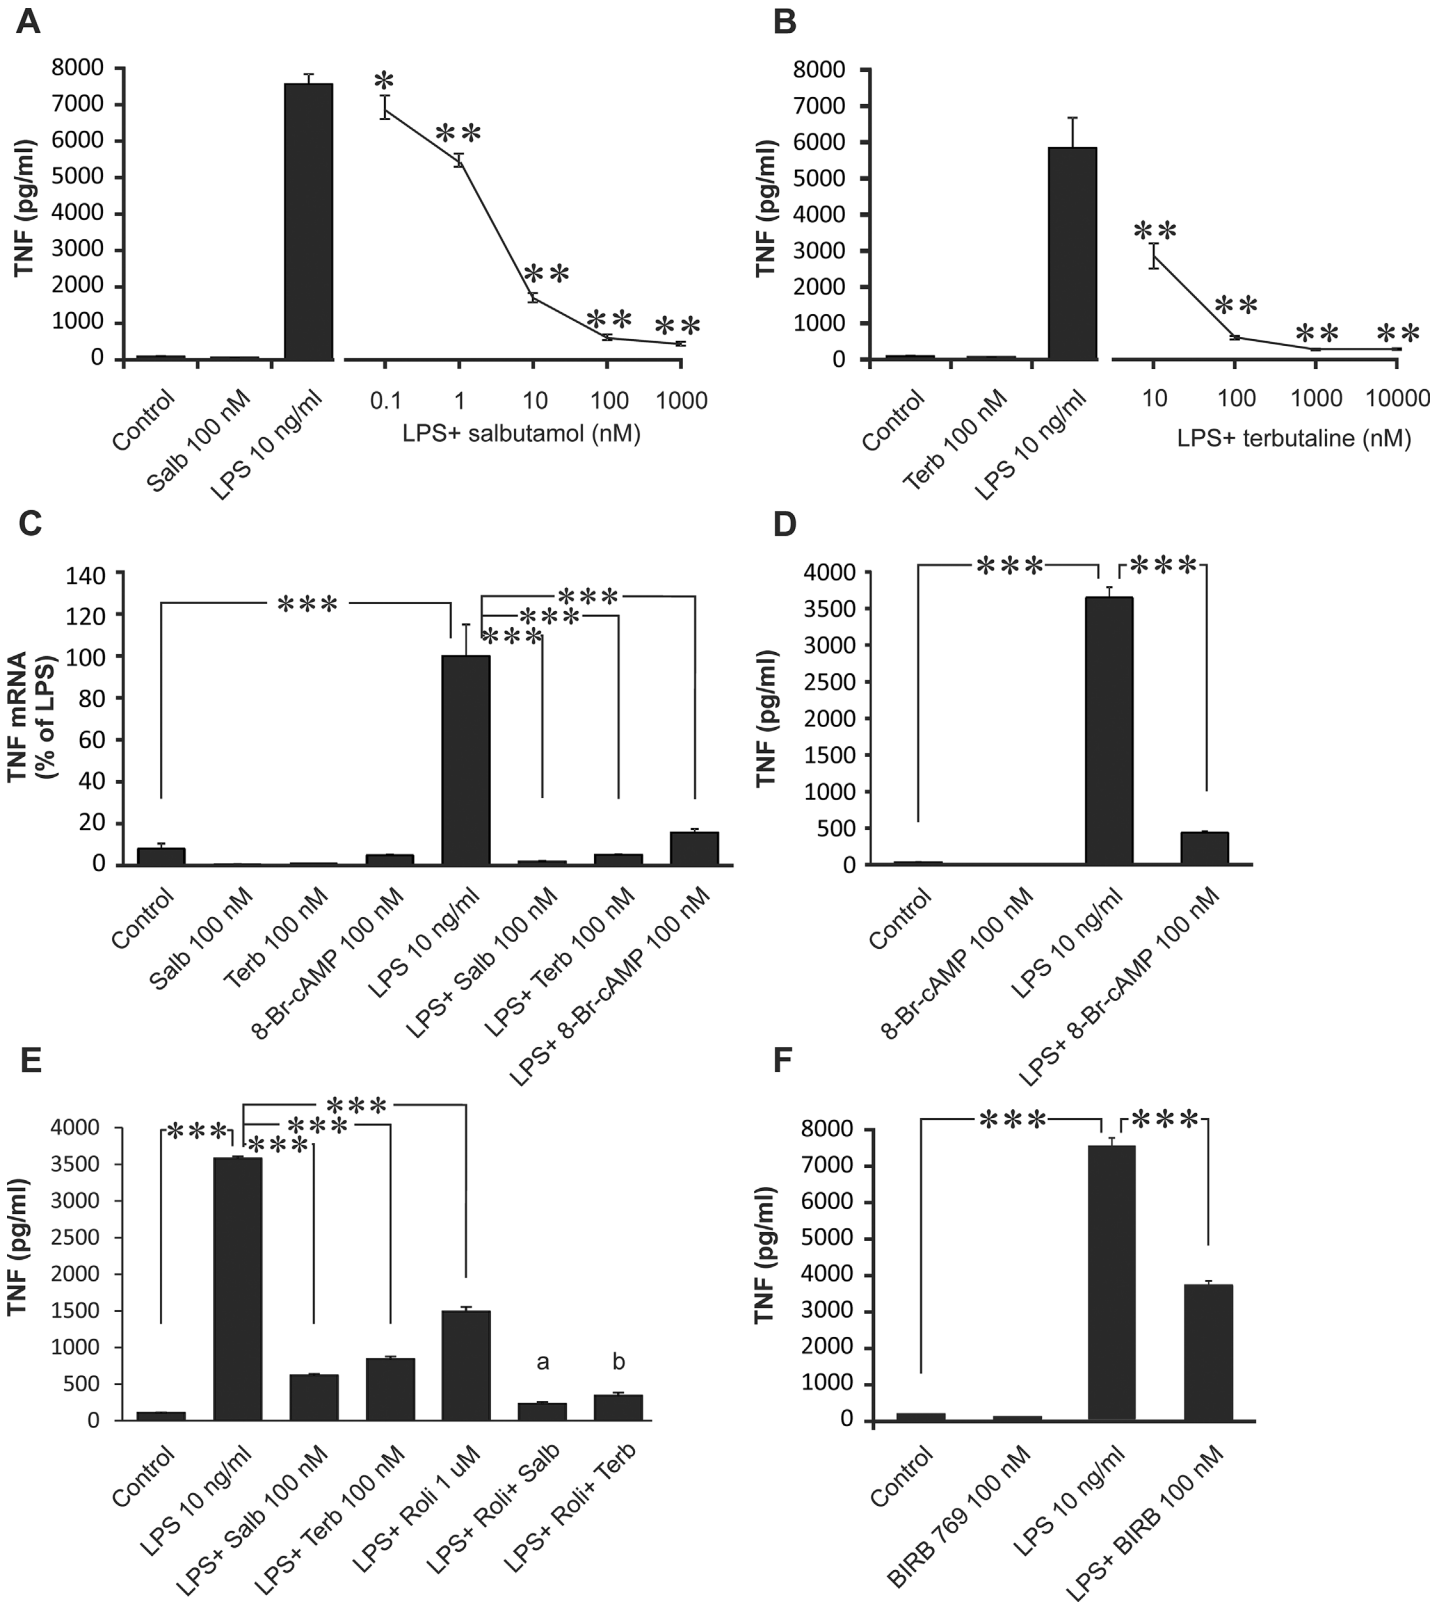 A
TNF (pg/ml)
8000
7000
6000
5000
4000
3000
2000
1000
0
*
**
**
**
**
Control
Salb 100 nM
LPS 10 ng/ml
0.1 1 10 100 1000
LPS+ salbutamol (nM)
B
TNF (pg/ml)
8000
7000
6000
5000
4000
3000
2000
1000
0
**
**
**
**
Control
Terb 100 nM
LPS 10 ng/ml
10 100 1000 10000
LPS+ terbutaline (nM)
C
TNF mRNA
(% of LPS)
140
120
100
80
60
40
20
0
***
***
***
***
Control
Salb 100 nM
Terb 100 nM
8-Br-cAMP 100 nM
LPS 10 ng/ml
LPS+ Salb 100 nM
LPS+ Terb 100 nM
LPS+ 8-Br-cAMP 100 nM
D
TNF (pg/ml)
4000
3500
3000
2500
2000
1500
1000
500
0
***
***
Control
8-Br-cAMP 100 nM
LPS 10 ng/ml
LPS+ 8-Br-cAMP 100 nM
E
TNF (pg/ml)
4000
3500
3000
2500
2000
1500
1000
500
0
***
***
***
***
a
b
Control
LPS 10 ng/ml
LPS+ Salb 100 nM
LPS+ Terb 100 nM
LPS+ Roli 1 uM
LPS+ Roli+ Salb
LPS+ Roli+ Terb
F
TNF (pg/ml)
8000
7000
6000
5000
4000
3000
2000
1000
0
***
***
Control
BIRB 769 100 nM
LPS 10 ng/ml
LPS+ BIRB 100 nM